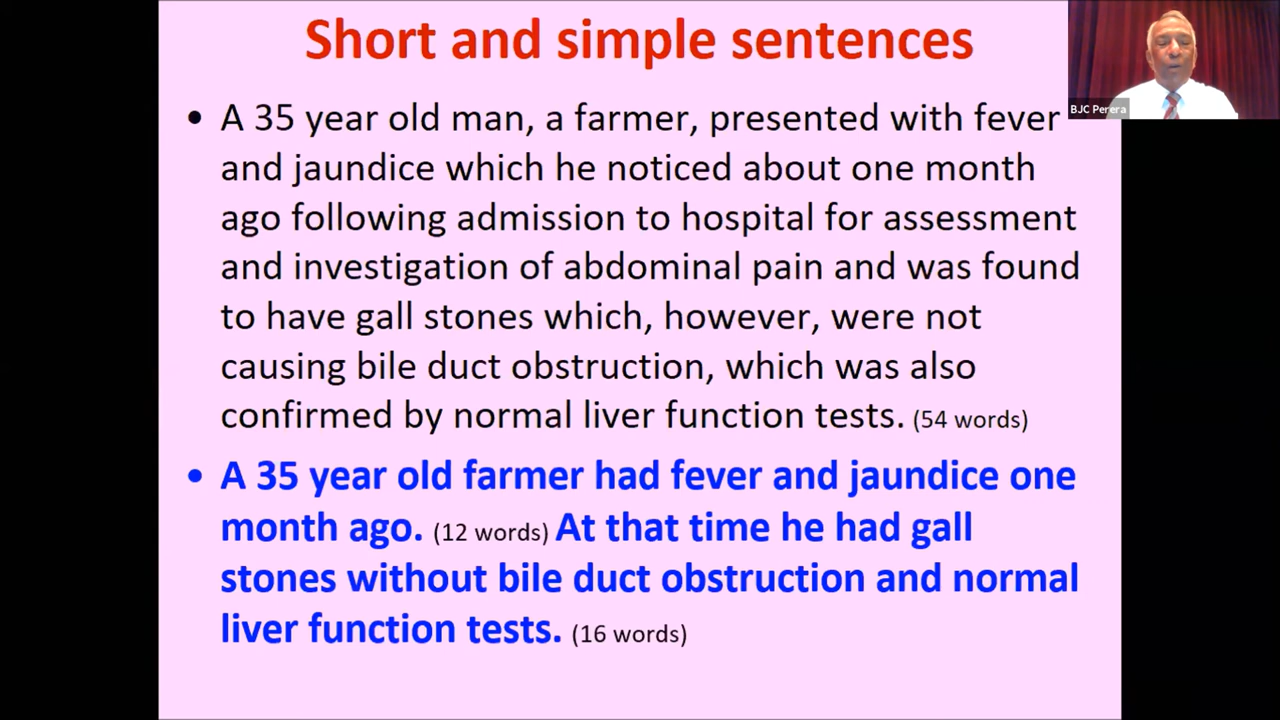 Short and simple sentences
BJC Perera
• A 35 year old man, a farmer, presented with fever
and jaundice which he noticed about one month
ago following admission to hospital for assessment
and investigation of abdominal pain and was found
to have gall stones which, however, were not
causing bile duct obstruction, which was also
confirmed by normal liver function tests. (54 words)
• A 35 year old farmer had fever and jaundice one
month ago. (12 words) At that time he had gall
stones without bile duct obstruction and normal
liver function tests. (16 words)